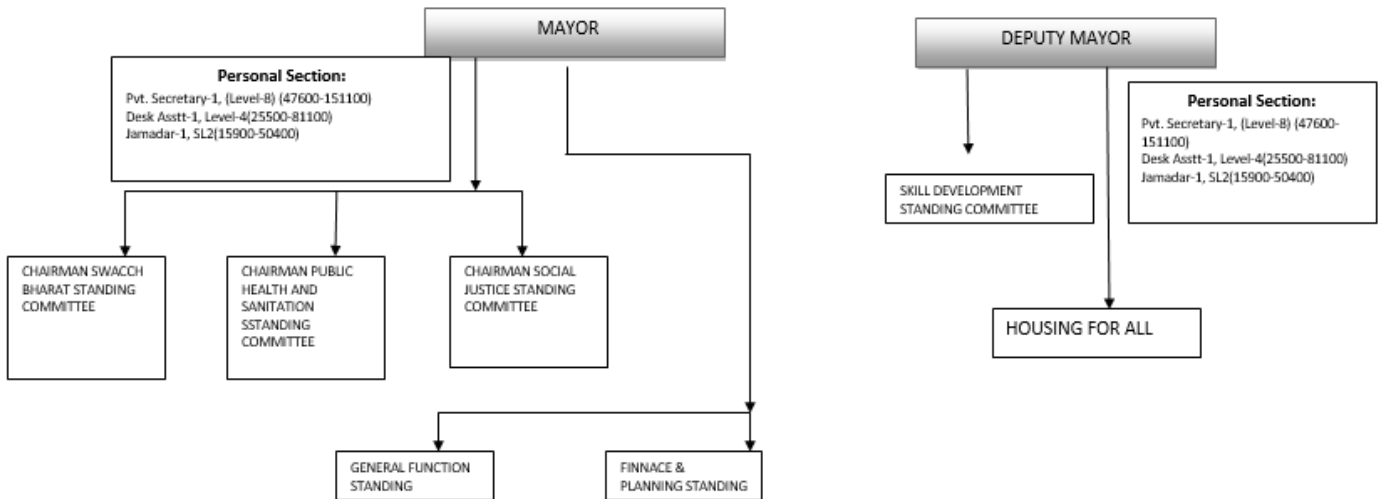 MAYOR
Personal Section:
Pvt. Secretary-1, (Level-8) (47600-151100)
Desk Asstt-1, Level-4(25500-81100)
Jamadar-1, SL2(15900-50400)
CHAIRMAN SWACCH
BHARAT STANDING
COMMITTEE
CHAIRMAN PUBLIC
HEALTH AND
SANITATION
SSTANDING
COMMITTEE
CHAIRMAN SOCIAL
JUSTICE STANDING
COMMITTEE
GENERAL FUNCTION
STANDING
FINNACE &
PLANNING STANDING
DEPUTY MAYOR
Personal Section:
Pvt. Secretary-1, (Level-8) (47600-
151100)
Desk Asstt-1, Level-4(25500-81100)
Jamadar-1, SL2(15900-50400)
SKILL DEVELOPMENT
STANDING COMMITTEE
HOUSING FOR ALL